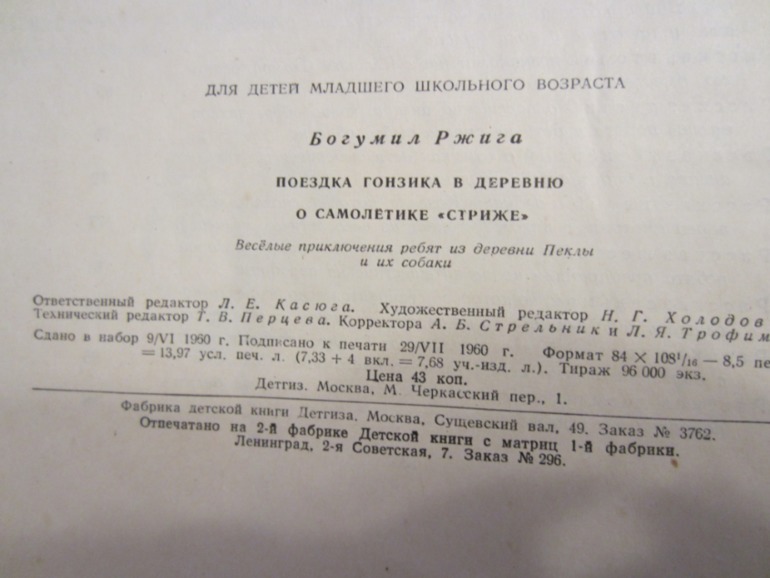 ДЛЯ ДЕТЕЙ МЛАДШЕГО ШКОЛЬНОГО ВОЗРАСТА
Богумил Ржига
ПОЕЗДКА ГОНЗИКА В ДЕРЕВНЮ
О САМОЛЁТИКЕ «СТРИЖЕ»
Весёлые приключения ребят из деревни Пеклы
и их собаки
Ответственный редактор Л. Е. Касюга. Художественный редактор Н. Г. Холодов
Технический редактор Т. В. Перцева. Корректора А. Б. Стрельник и Л. Я. Трофим
Сдано в набор 9/VI 1960 г. Подписано к печати 29/VII 1960 г. Формат 84 × 108¹/₁₆ — 8,5 пе
= 13,97 усл. печ. л. (7,33 + 4 вкл. = 7,68 уч.-изд. л.). Тираж 96 000 экз.
Цена 43 коп.
Детгиз. Москва, М. Черкасский пер., 1.
Фабрика детской книги Детгиза. Москва, Сущевский вал, 49. Заказ № 3762.
Отпечатано на 2-й фабрике Детской книги с матриц 1-й фабрики.
Ленинград, 2-я Советская, 7. Заказ № 296.